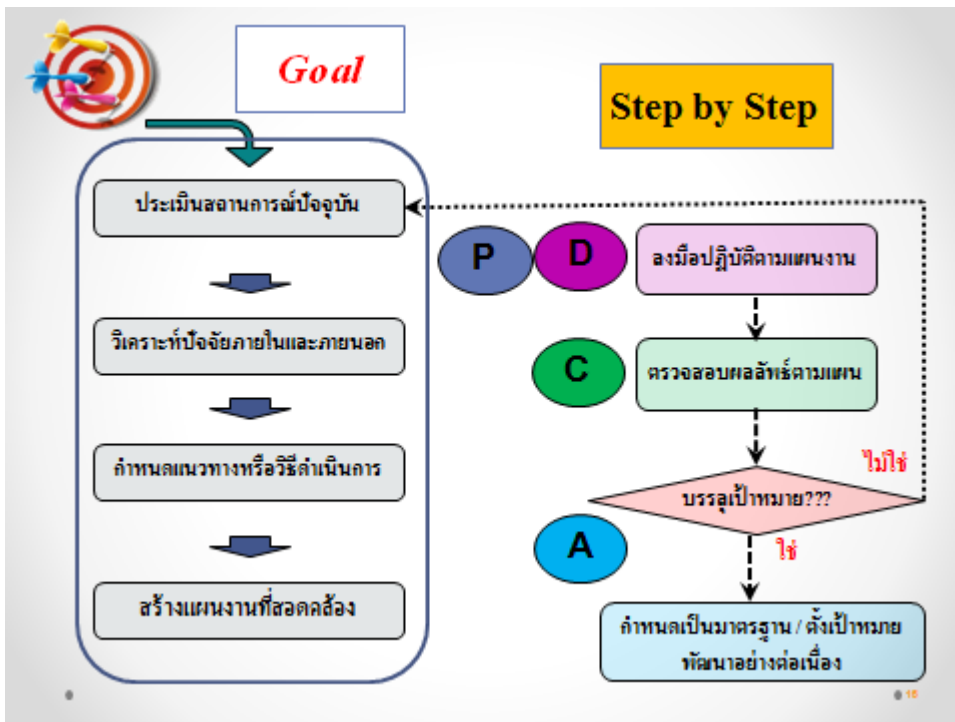 Goal
Step by Step
ประเมินสถานการณ์ปัจจุบัน
วิเคราะห์ปัจจัยภายในและภายนอก
กำหนดแนวทางหรือวิธีดำเนินการ
สร้างแผนงานที่สอดคล้อง
P
D
ลงมือปฏิบัติตามแผนงาน
C
ตรวจสอบผลลัพธ์ตามแผน
ไม่ใช่
บรรลุเป้าหมาย???
A
ใช่
กำหนดเป็นมาตรฐาน / ตั้งเป้าหมาย
พัฒนาอย่างต่อเนื่อง
16